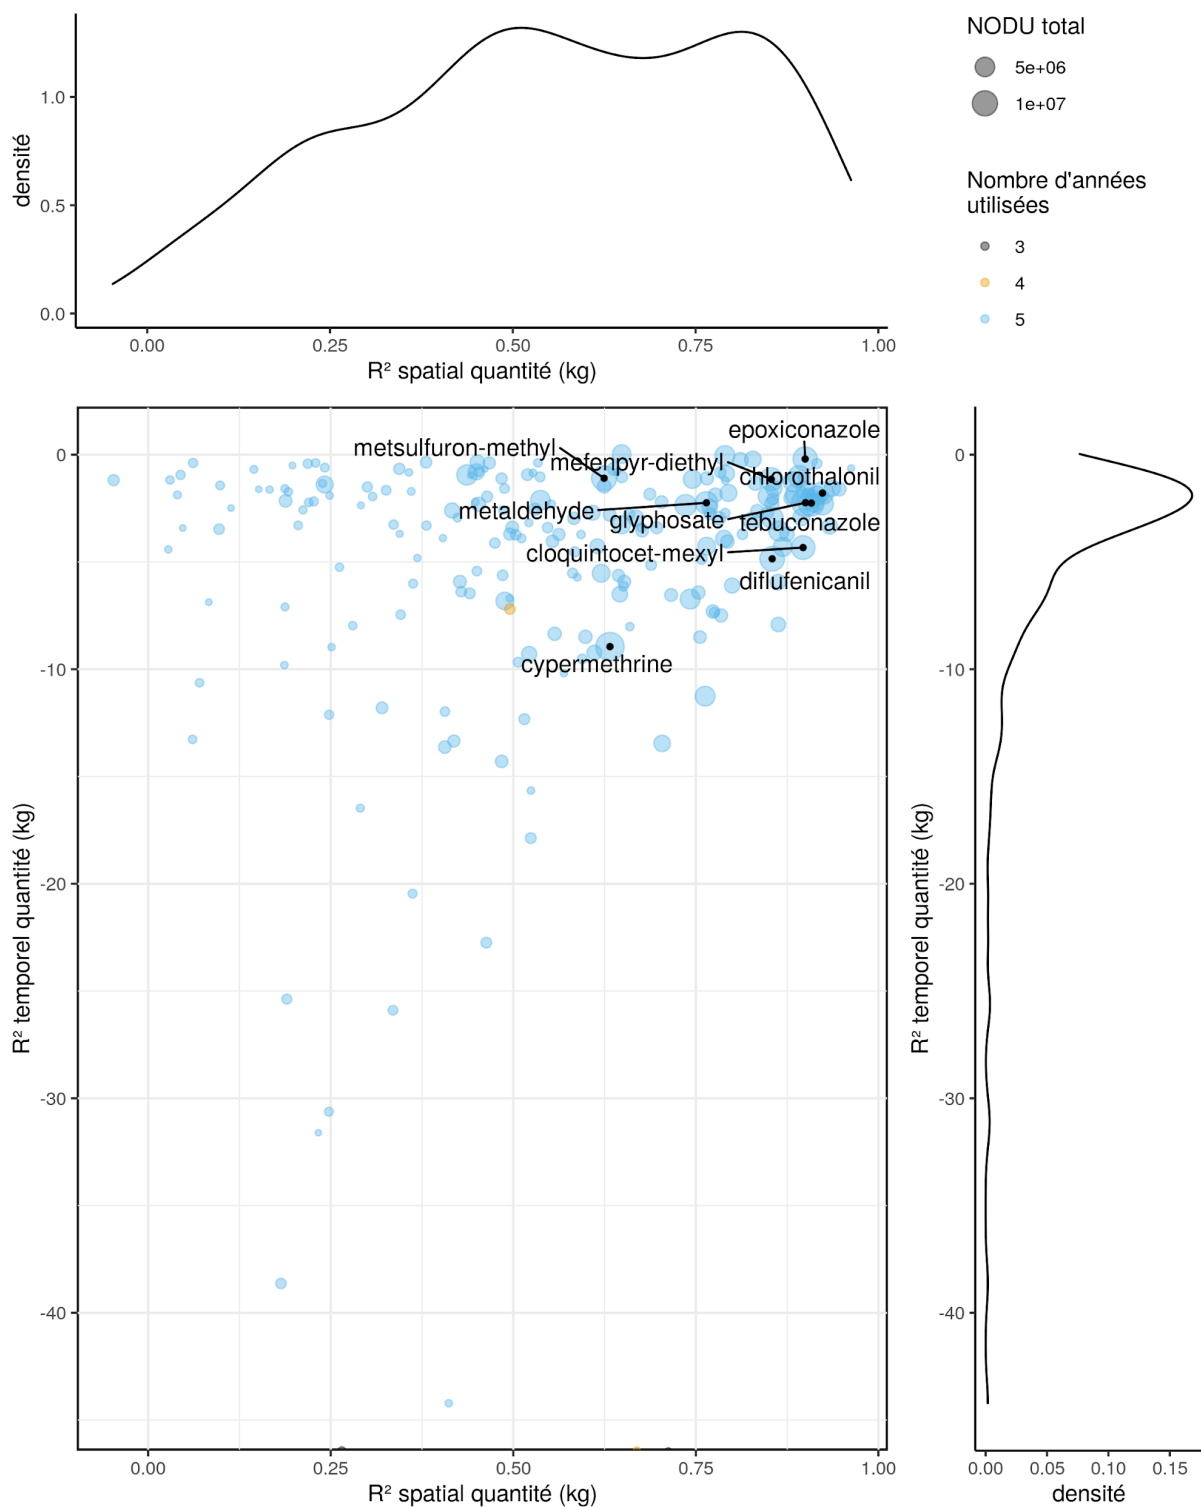 NODU total
5e+06
1e+07
Nombre d'années
utilisées
3
4
5
densité
1.0
0.5
0.0
0.00
0.25
0.50
0.75
1.00
R² spatial quantité (kg)
R² temporel quantité (kg)
0
-10
-20
-30
-40
epoxiconazole
metsulfuron-methyl
mefenpyr-diethyl
chlorothalonil
metaldehyde
glyphosate
tebuconazole
cloquintocet-mexyl
diflufenicanil
cypermethrine
0.00
0.25
0.50
0.75
1.00
R² spatial quantité (kg)
R² temporel quantité (kg)
0
-10
-20
-30
-40
0.00
0.05
0.10
0.15
densité